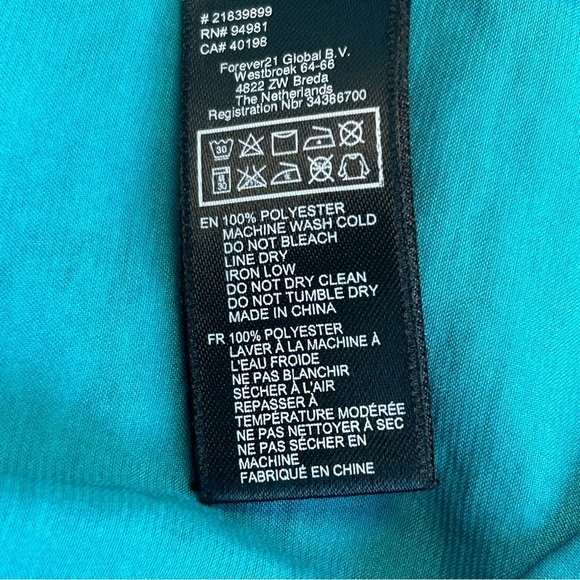 # 21839899
RN# 94981
CA# 40198
Forever21 Global B.V.
Westbroek 64-66
4822 ZW Breda
The Netherlands
Registration Nbr 34386700
30
30
EN 100% POLYESTER
MACHINE WASH COLD
DO NOT BLEACH
LINE DRY
IRON LOW
DO NOT DRY CLEAN
DO NOT TUMBLE DRY
MADE IN CHINA
FR 100% POLYESTER
LAVER À LA MACHINE À
L'EAU FROIDE
NE PAS BLANCHIR
SÉCHER À L'AIR
REPASSER À
TEMPÉRATURE MODÉRÉE
NE PAS NETTOYER À SEC
NE PAS SÉCHER EN
MACHINE
FABRIQUÉ EN CHINE